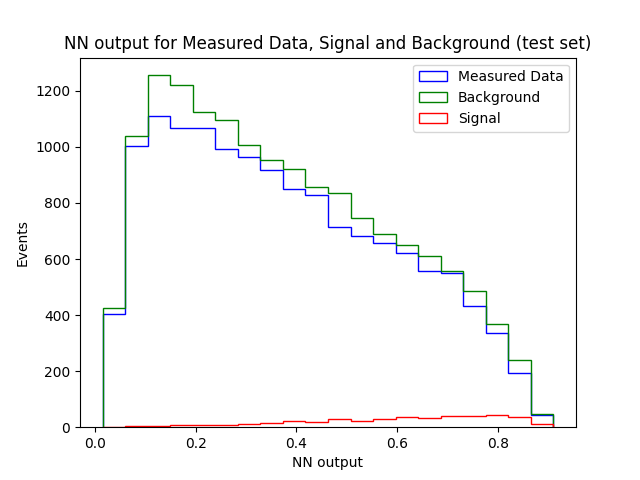 NN output for Measured Data, Signal and Background (test set)
Measured Data
Background
Signal
Events
1200
1000
800
600
400
200
0
0.0 0.2 0.4 0.6 0.8
NN output